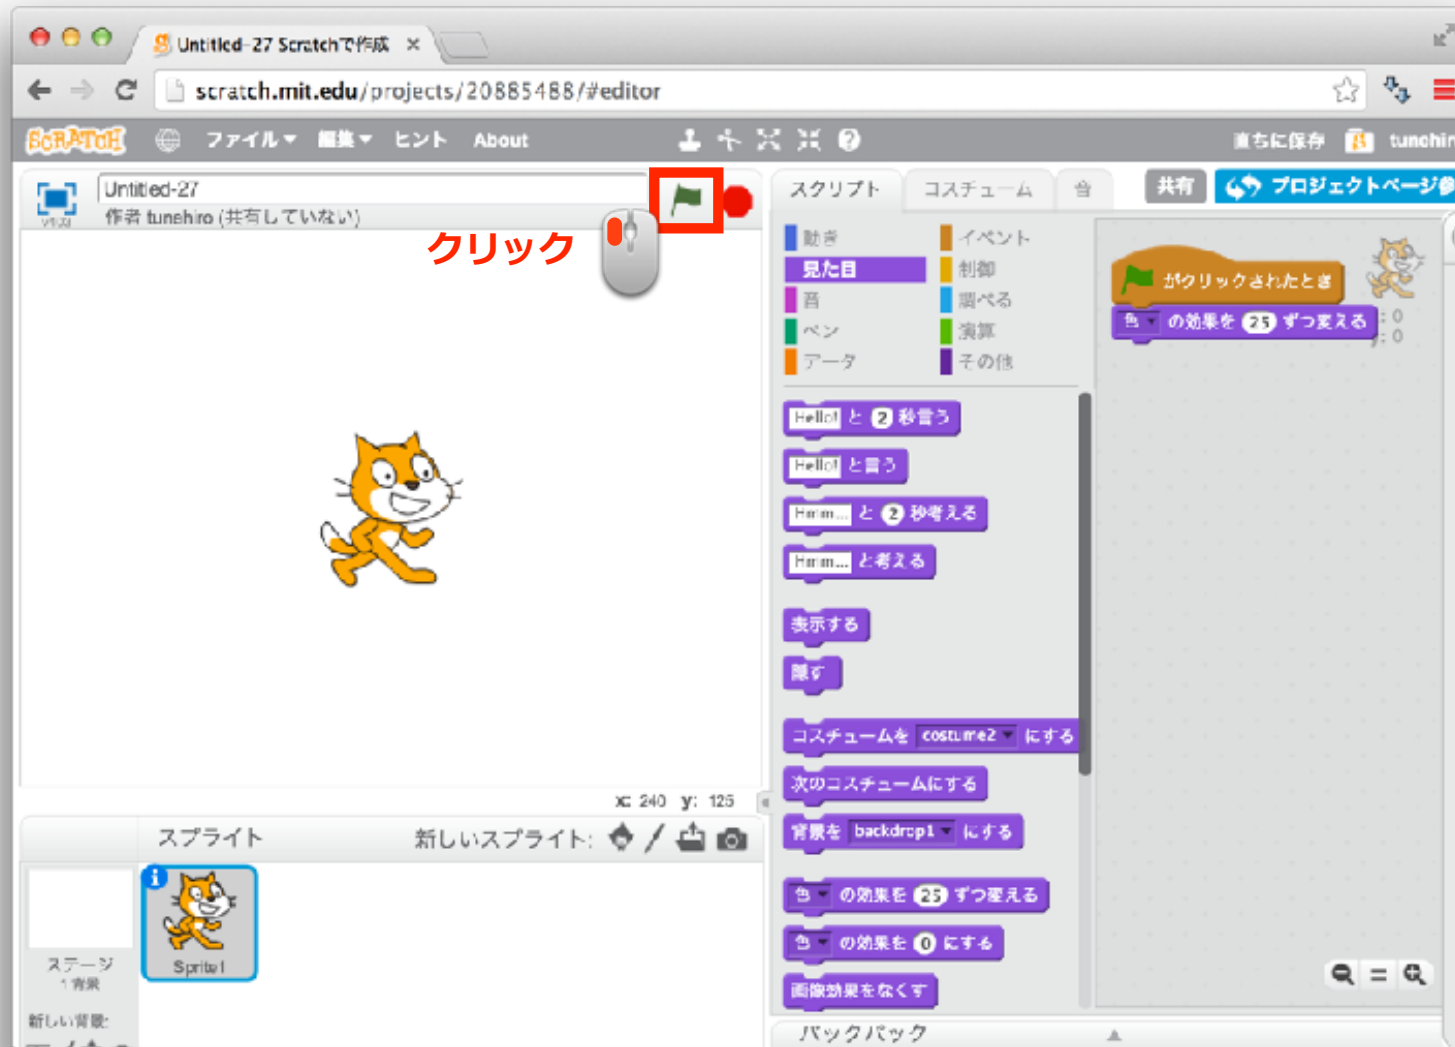 Untitled-27 Scratchで作成
scratch.mit.edu/projects/20885488/#editor
SCRATCH ファイル 編集 ヒント About 直ちに保存 tunehir
Untitled-27
作者 tunehiro (共有していない)
クリック
スクリプト コスチューム 音 共有 プロジェクトページ参
動き イベント
見た目 制御
音 調べる
ペン 演算
データ その他
がクリックされたとき
色 の効果を 25 ずつ変える
: 0
y: 0
Hello! と 2 秒言う
Hello! と言う
Hmm... と 2 秒考える
Hmm... と考える
表示する
隠す
コスチュームを costume2 にする
次のコスチュームにする
背景を backdrop1 にする
色 の効果を 25 ずつ変える
色 の効果を 0 にする
画像効果をなくす
バックパック
x: 240 y: 125
スプライト 新しいスプライト:
Sprite1
ステージ
1 背景
新しい背景: